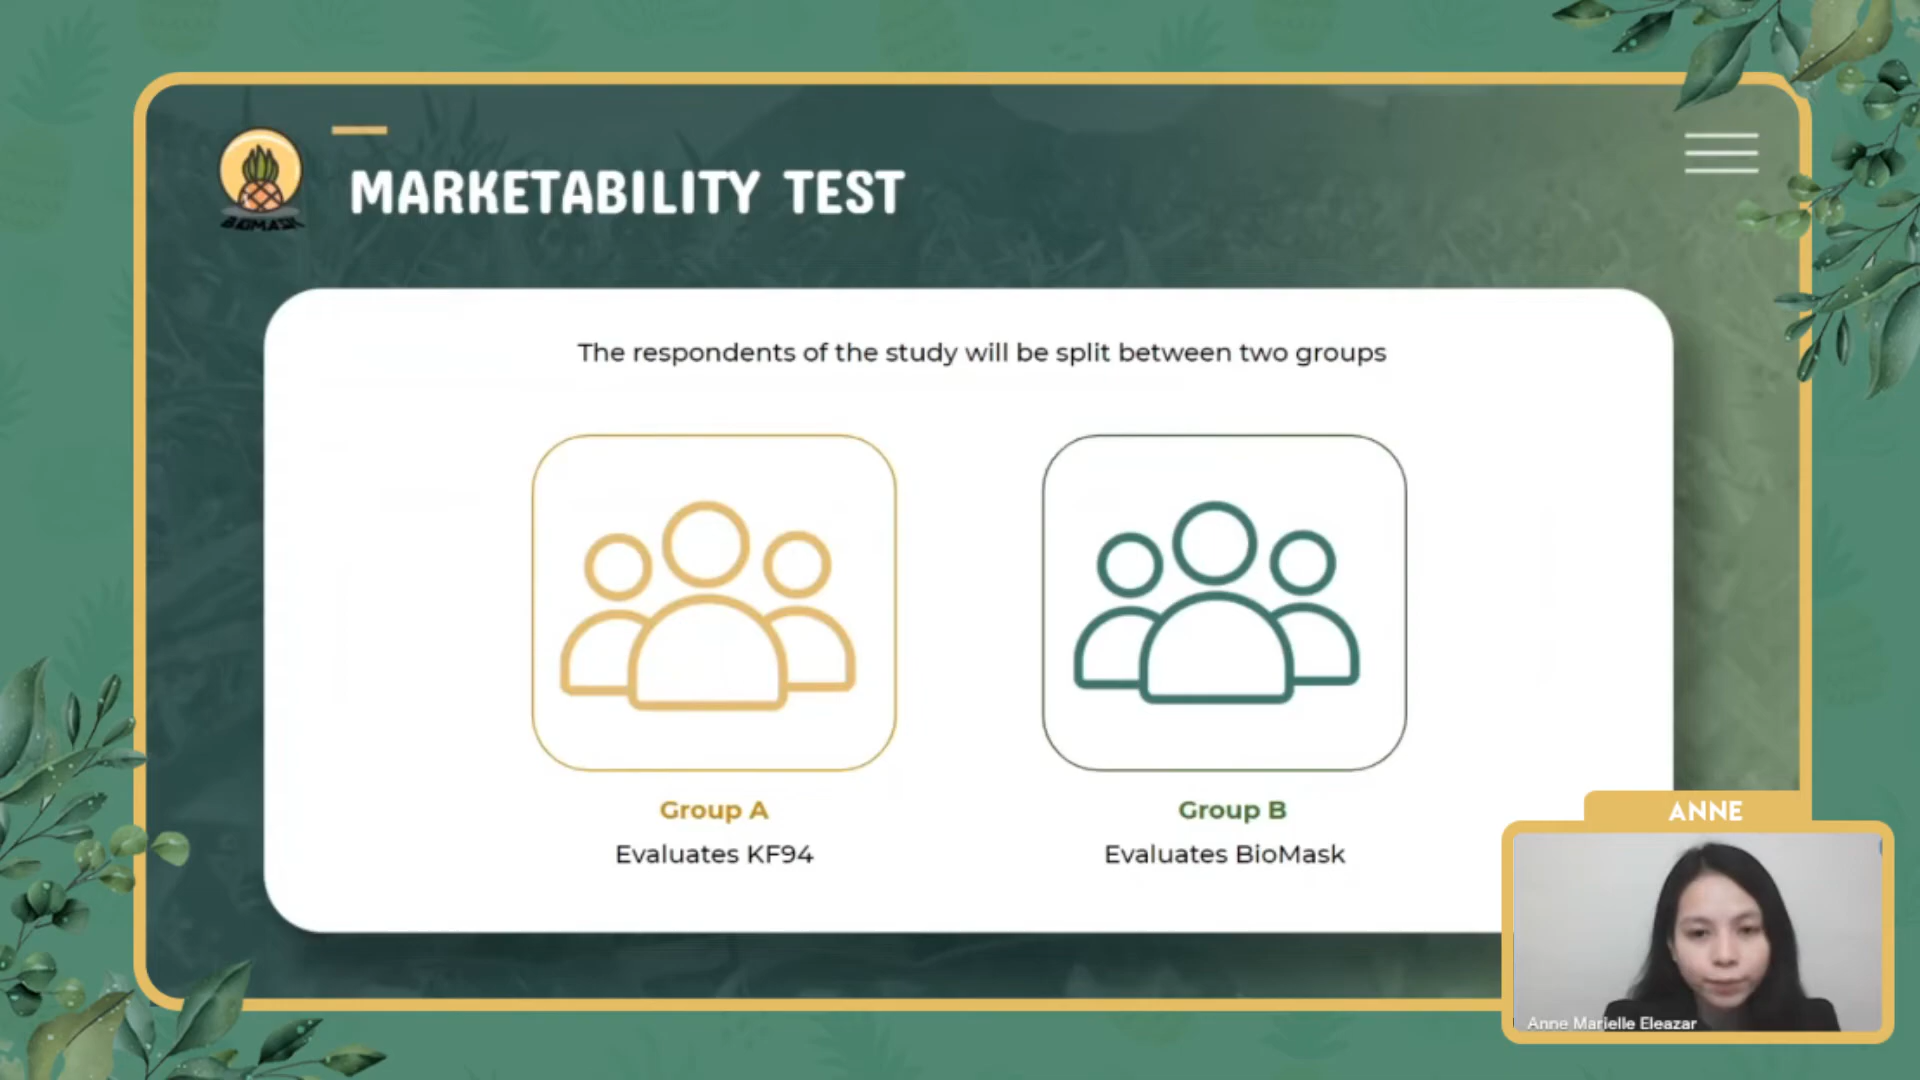 BIOMASK
MARKETABILITY TEST
The respondents of the study will be split between two groups
Group A
Evaluates KF94
Group B
Evaluates BioMask
ANNE
Anne Marielle Eleazar